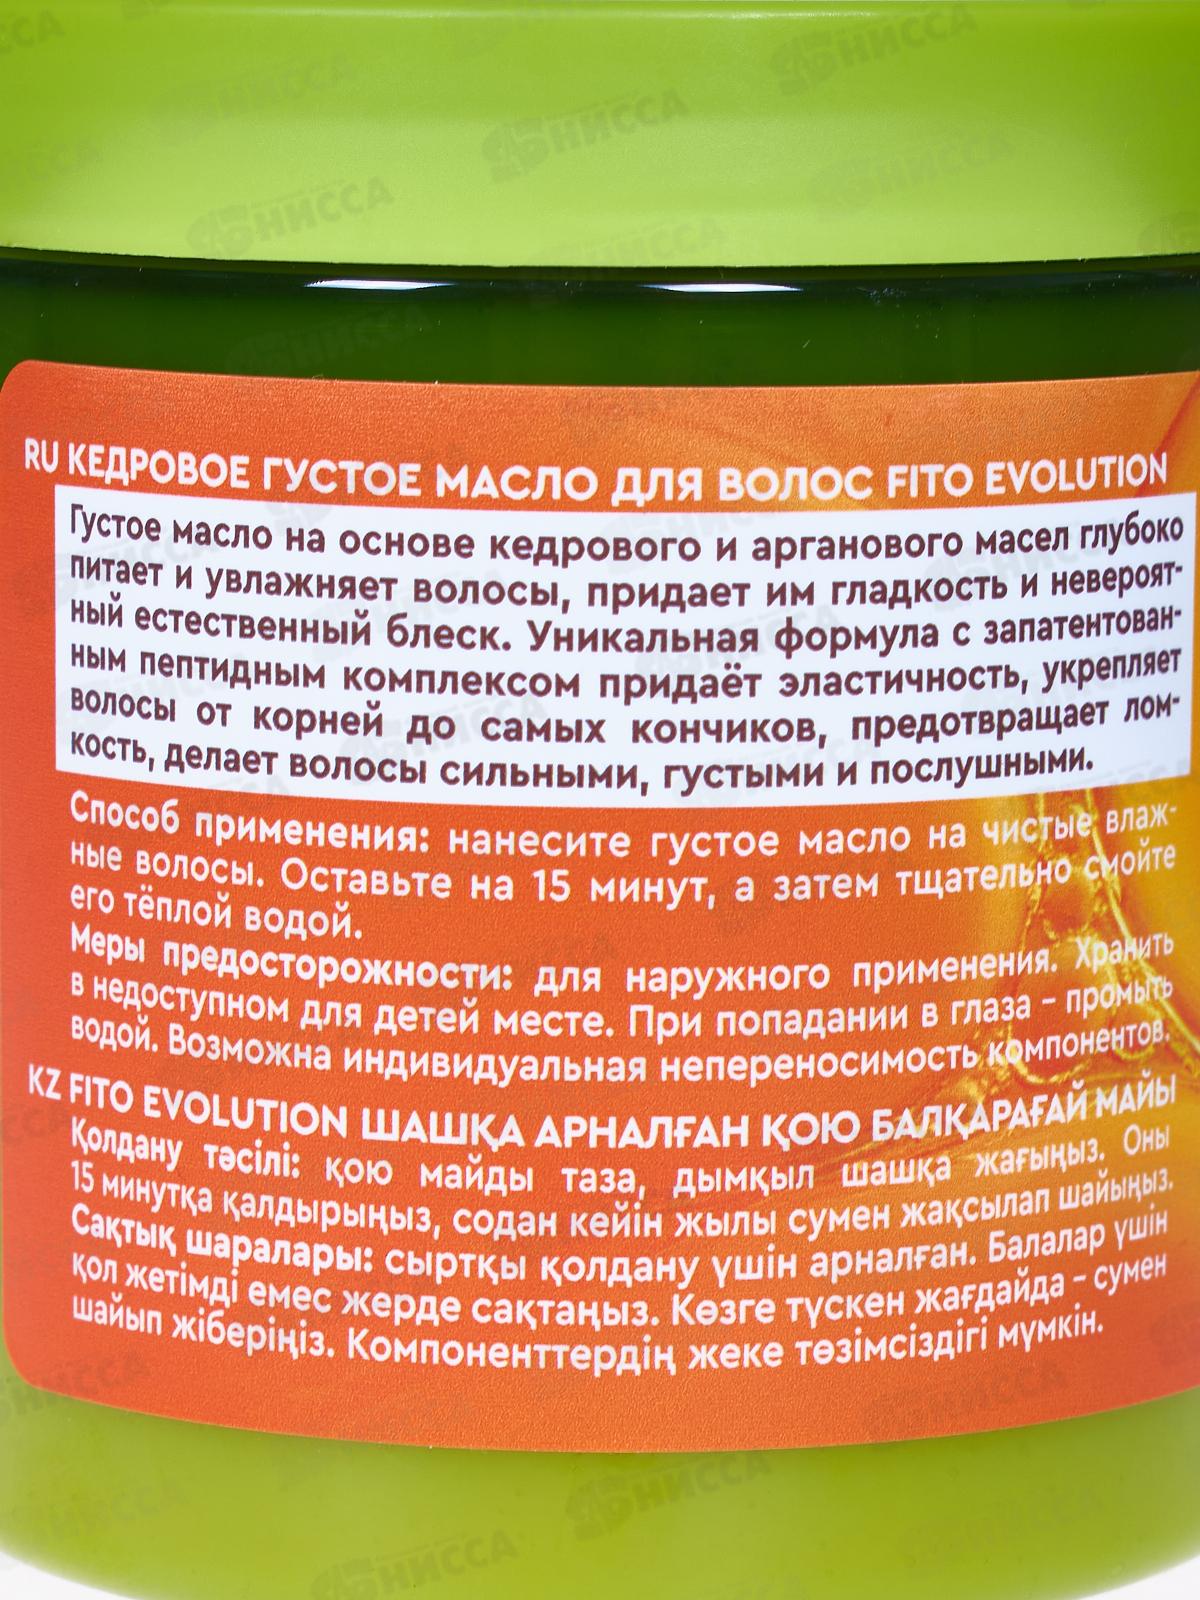 RU КЕДРОВОЕ ГУСТОЕ МАСЛО ДЛЯ ВОЛОС FITO EVOLUTION
Густое масло на основе кедрового и арганового масел глубоко
питает и увлажняет волосы, придает им гладкость и невероят-
ный естественный блеск. Уникальная формула с запатентован-
ным пептидным комплексом придаёт эластичность, укрепляет
волосы от корней до самых кончиков, предотвращает лом-
кость, делает волосы сильными, густыми и послушными.
Способ применения: нанесите густое масло на чистые влаж-
ные волосы. Оставьте на 15 минут, а затем тщательно смойте
его тёплой водой.
Меры предосторожности: для наружного применения. Хранить
в недоступном для детей месте. При попадании в глаза – промыть
водой. Возможна индивидуальная непереносимость компонентов.
KZ FITO EVOLUTION ШАШҚА АРНАЛҒАН ҚОЮ БАЛҚАРАҒАЙ МАЙЫ
Қолдану тәсілі: қою майды таза, дымқыл шашқа жағыңыз. Оны
15 минутқа қалдырыңыз, содан кейін жылы сумен жақсылап шайыңыз.
Сақтық шаралары: сыртқы қолдану үшін арналған. Балалар үшін
қол жетімді емес жерде сақтаңыз. Көзге түскен жағдайда – сумен
шайып жіберіңіз. Компоненттердің жеке төзімсіздігі мүмкін.